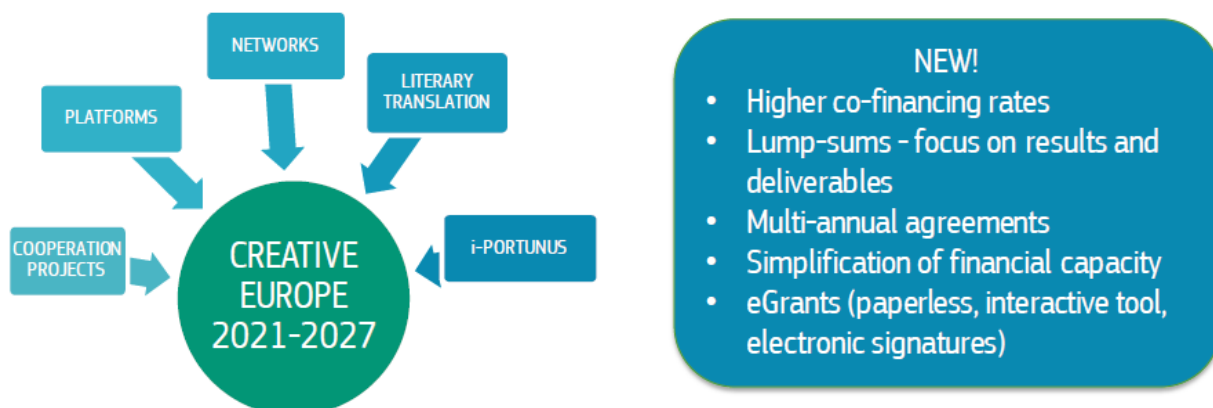 NETWORKS
LITERARY
TRANSLATION
PLATFORMS
COOPERATION
PROJECTS
i-PORTUNUS
CREATIVE
EUROPE
2021-2027
NEW!
• Higher co-financing rates
• Lump-sums - focus on results and
deliverables
• Multi-annual agreements
• Simplification of financial capacity
• eGrants (paperless, interactive tool,
electronic signatures)